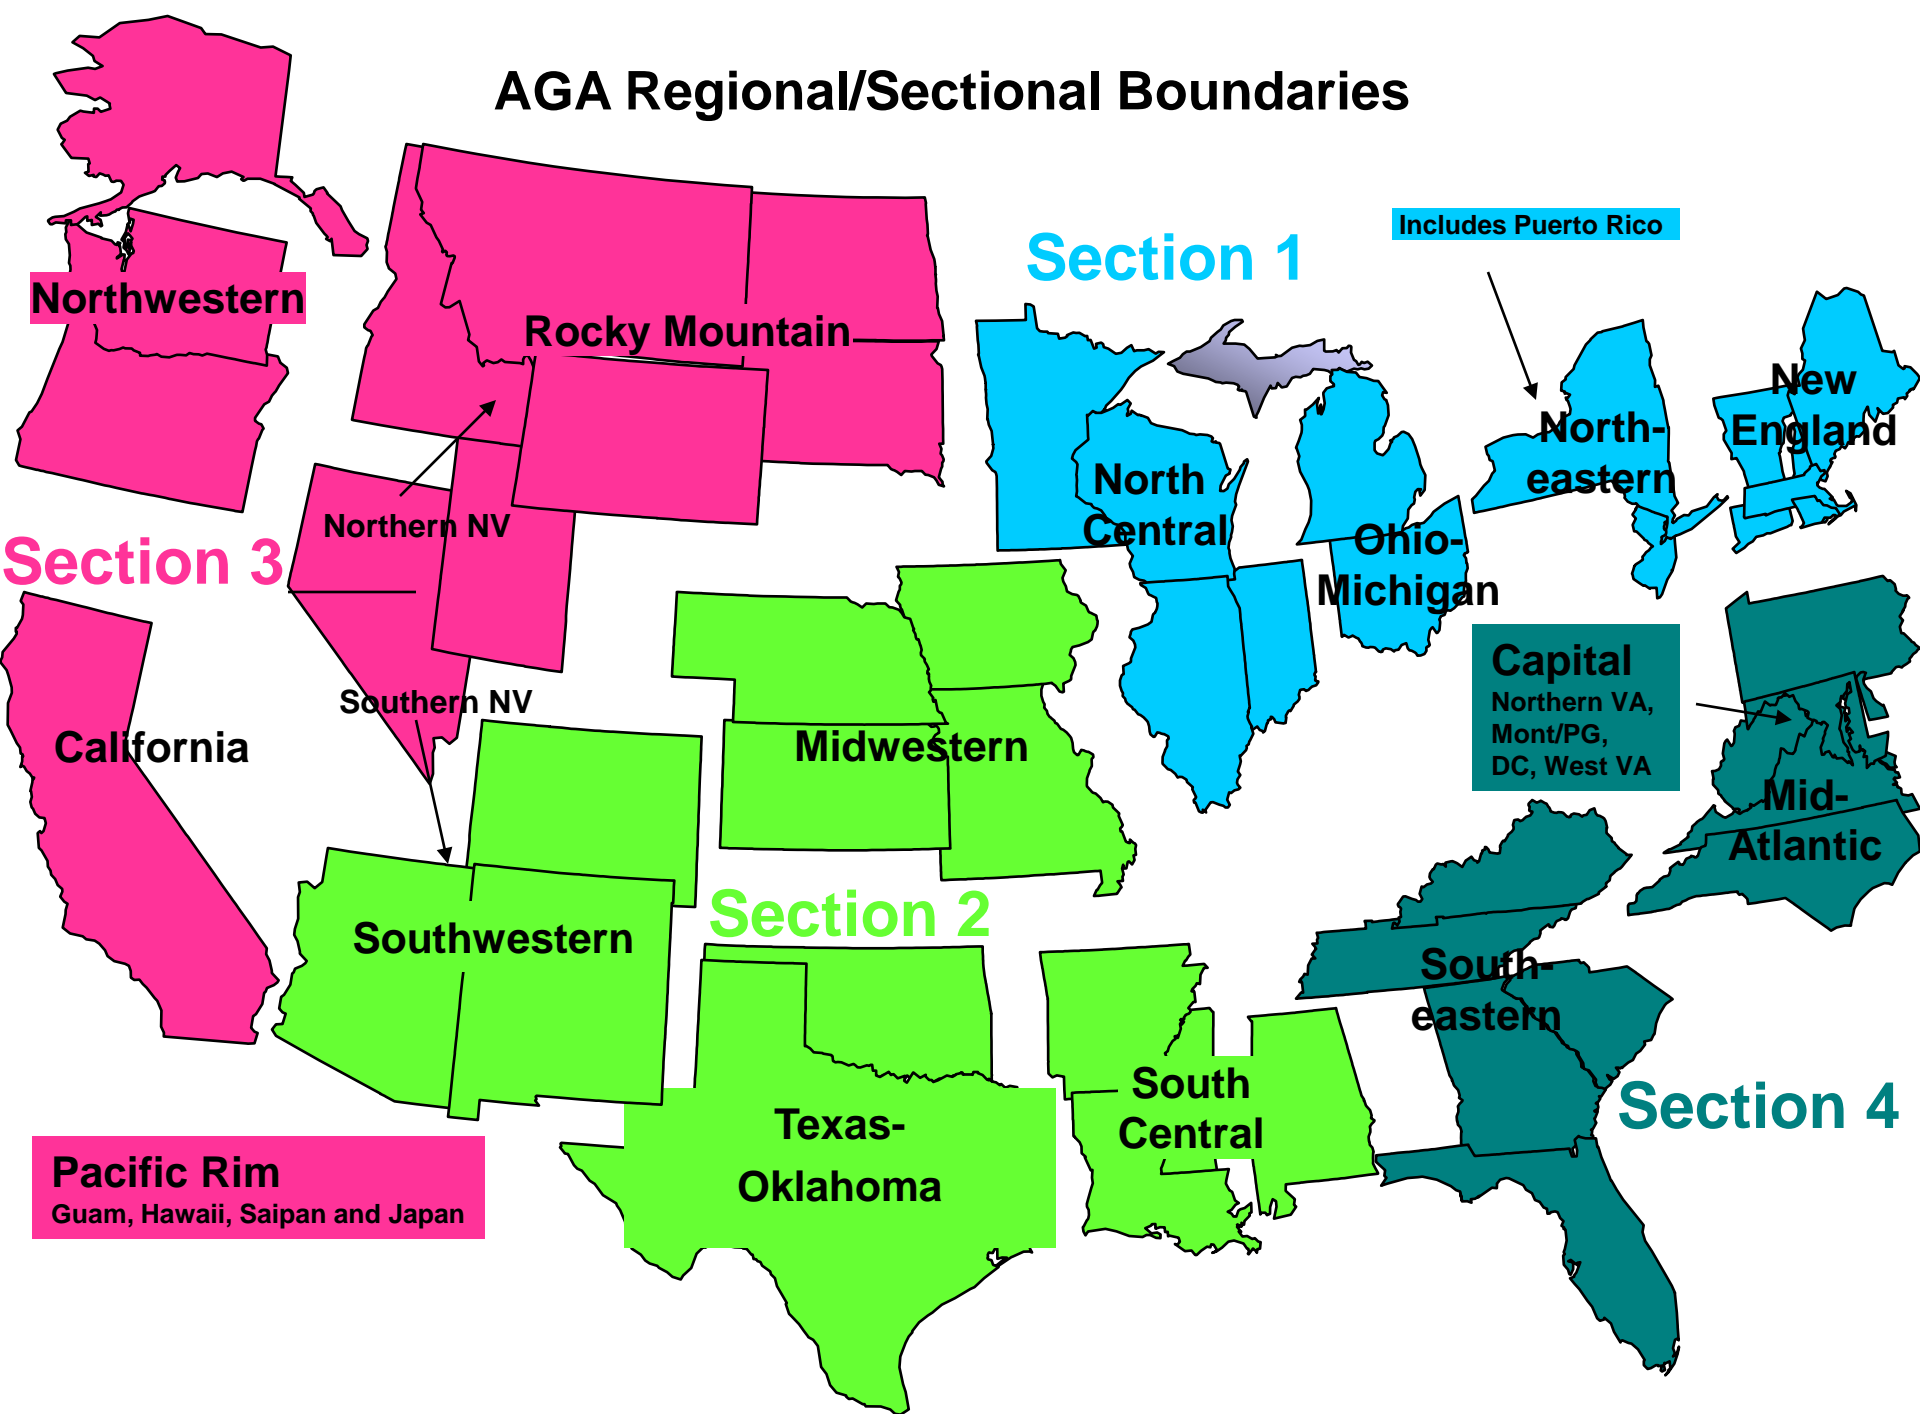 AGA Regional/Sectional Boundaries
Includes Puerto Rico
Section 1
Northwestern
Rocky Mountain
New
England
North-
eastern
North
Central
Northern NV
Ohio-
Michigan
Section 3
Capital
Northern VA,
Mont/PG,
DC, West VA
Southern NV
California
Midwestern
Mid-
Atlantic
Section 2
Southwestern
South-
eastern
South
Central
Section 4
Texas-
Oklahoma
Pacific Rim
Guam, Hawaii, Saipan and Japan